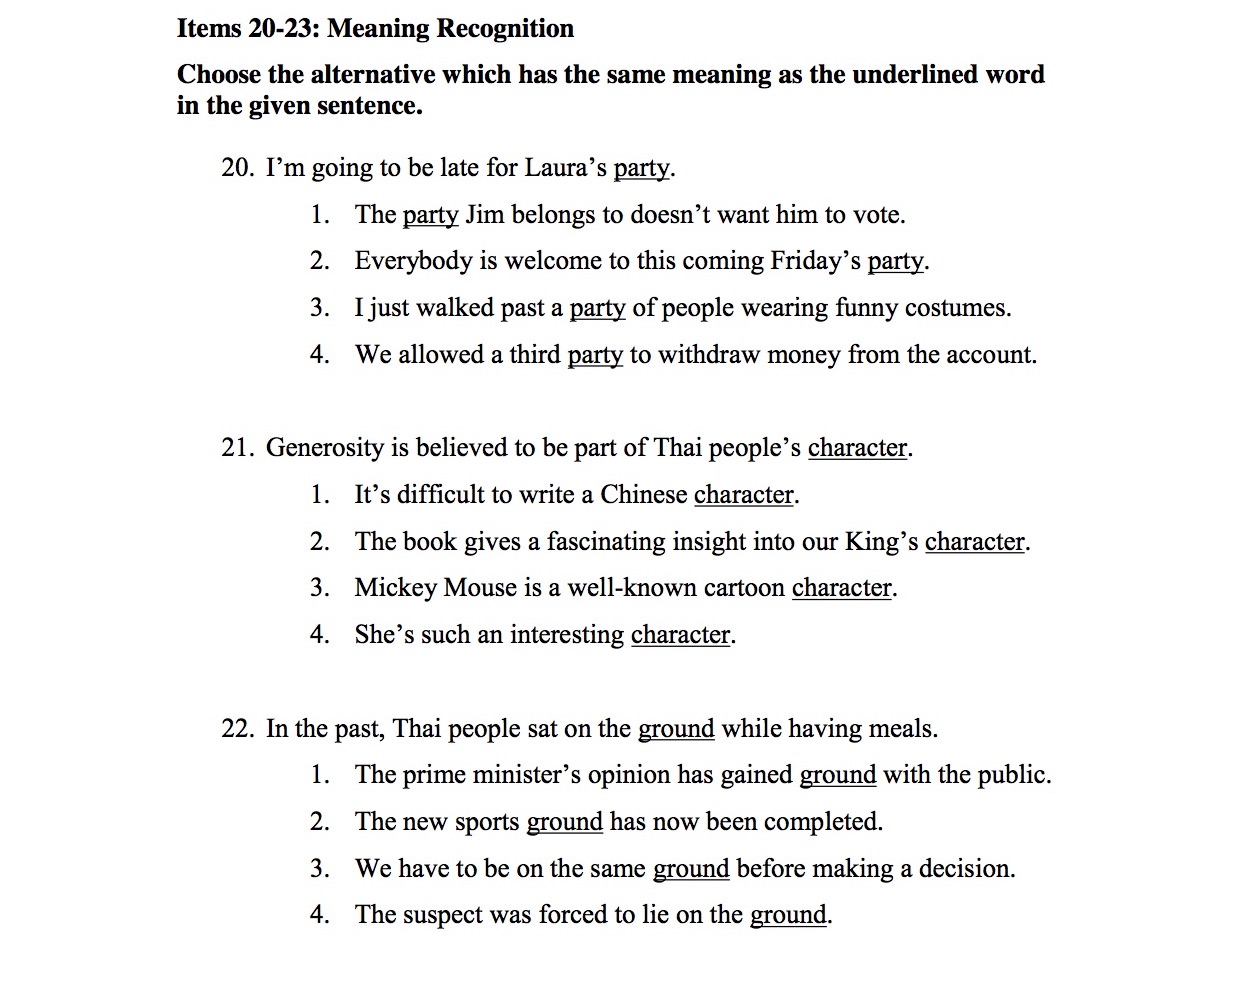 Items 20-23: Meaning Recognition
Choose the alternative which has the same meaning as the underlined word
in the given sentence.
20. I’m going to be late for Laura’s party.
1. The party Jim belongs to doesn’t want him to vote.
2. Everybody is welcome to this coming Friday’s party.
3. I just walked past a party of people wearing funny costumes.
4. We allowed a third party to withdraw money from the account.
21. Generosity is believed to be part of Thai people’s character.
1. It’s difficult to write a Chinese character.
2. The book gives a fascinating insight into our King’s character.
3. Mickey Mouse is a well-known cartoon character.
4. She’s such an interesting character.
22. In the past, Thai people sat on the ground while having meals.
1. The prime minister’s opinion has gained ground with the public.
2. The new sports ground has now been completed.
3. We have to be on the same ground before making a decision.
4. The suspect was forced to lie on the ground.